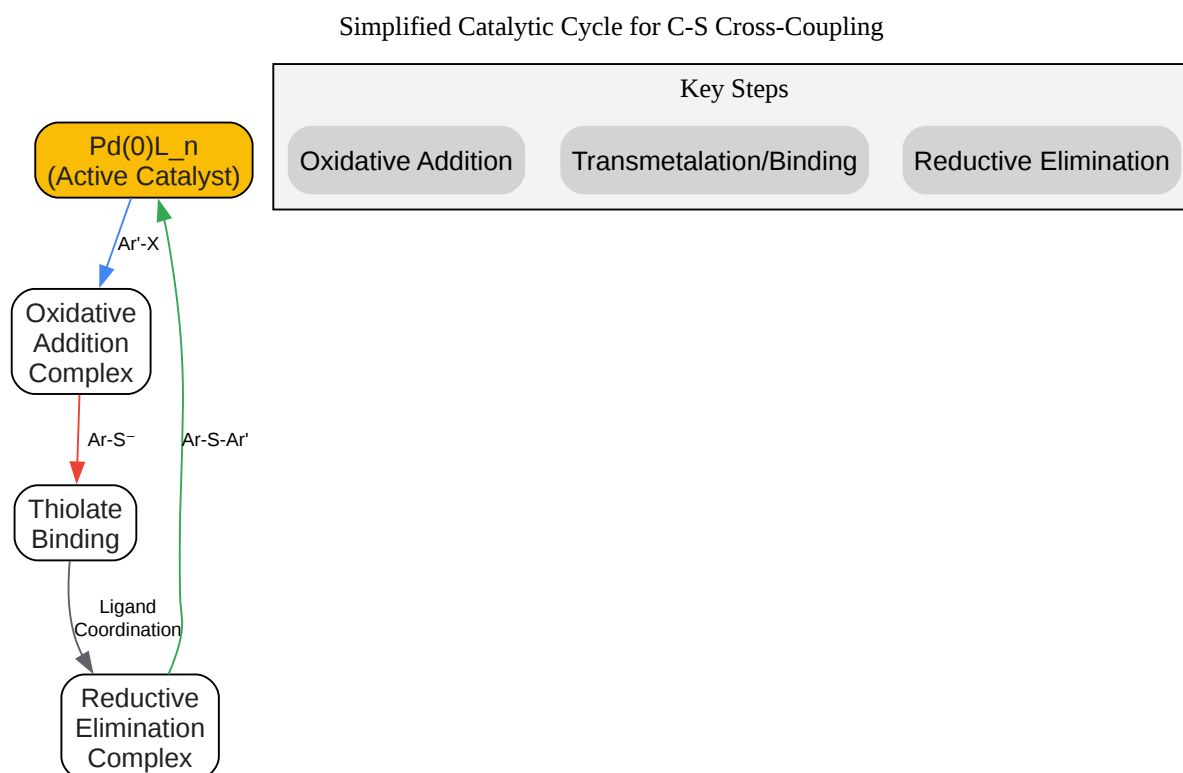 Simplified Catalytic Cycle for C-S Cross-Coupling
Key Steps
Oxidative Addition
Transmetalation/Binding
Reductive Elimination
Pd(0)L_n
(Active Catalyst)
Ar'-X
Oxidative
Addition
Complex
Ar-S⁻
Ar-S-Ar'
Thiolate
Binding
Ligand
Coordination
Reductive
Elimination
Complex